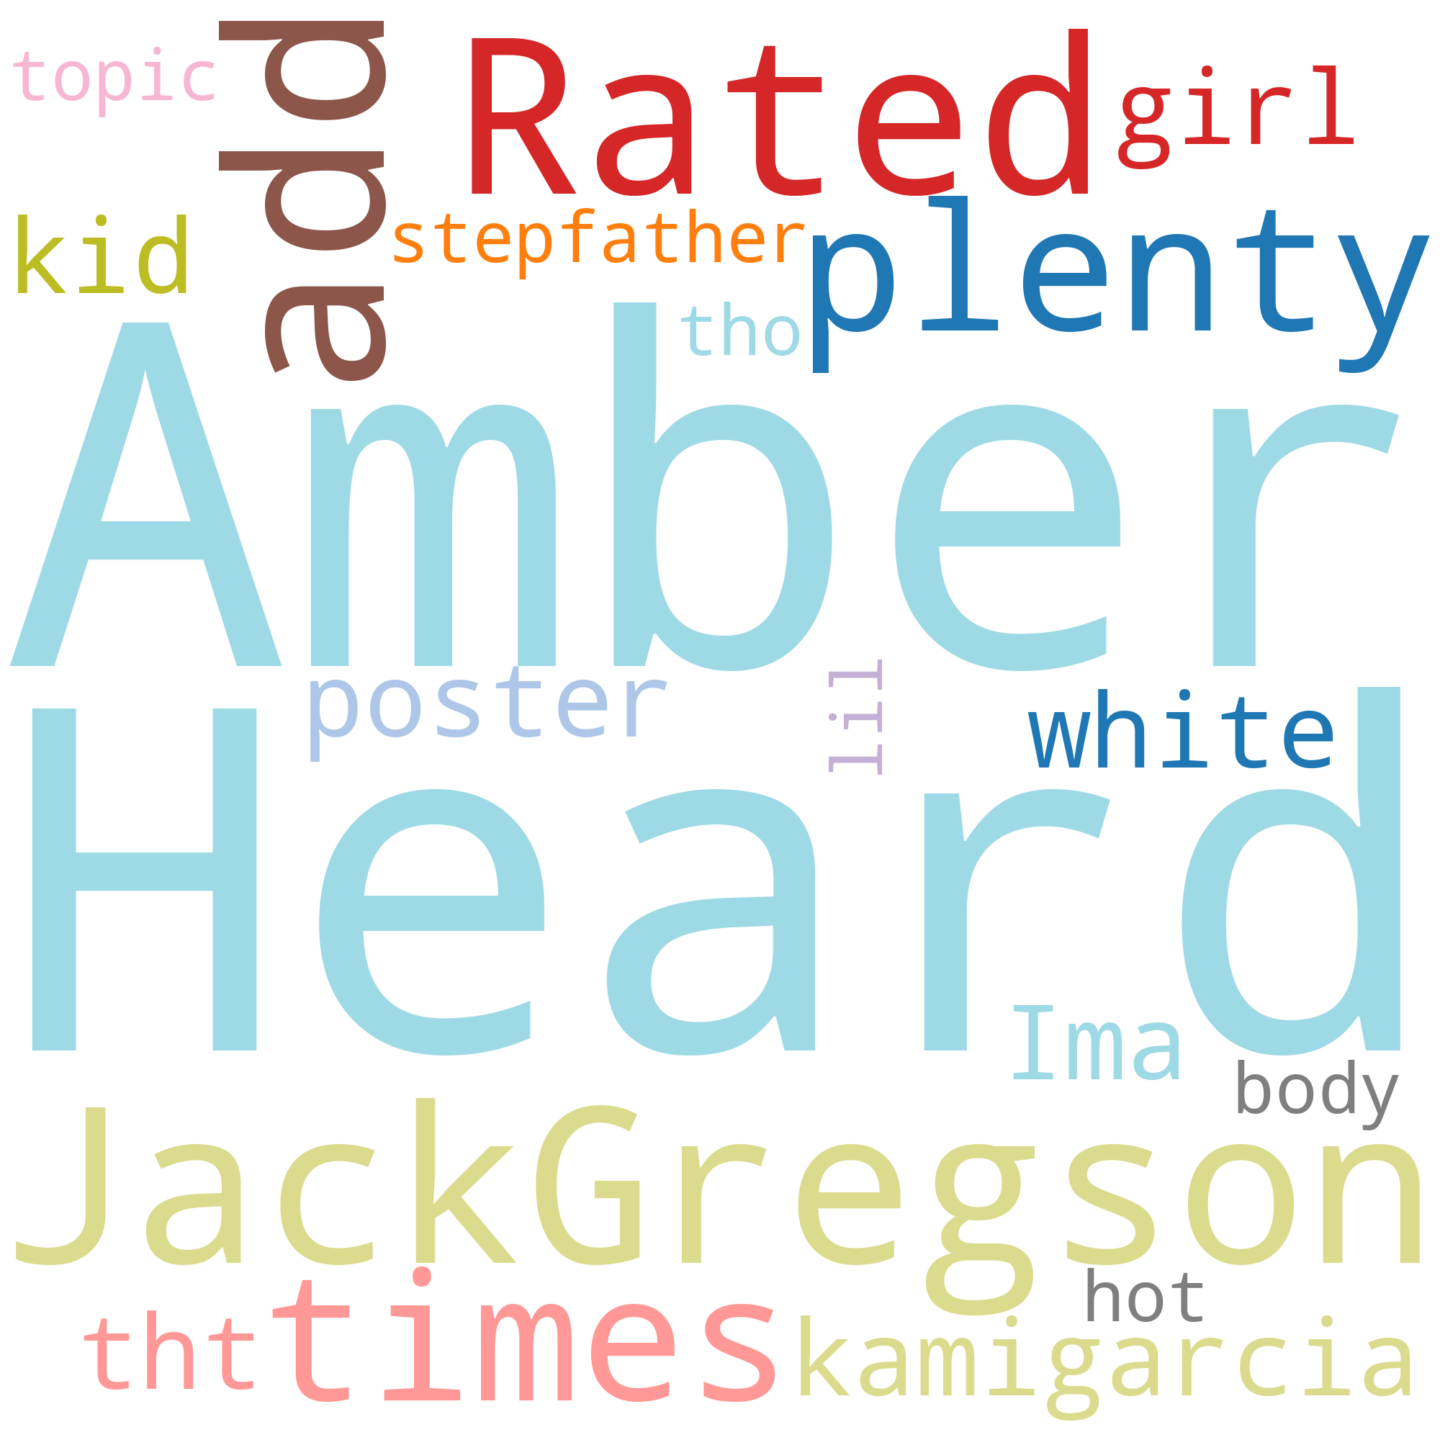 topic
add
Rated
girl
kid
stepfather
plenty
tho
Amber
poster
lil
white
Heard
Ima
body
JackGregson
hot
tht
times
kamigarcia